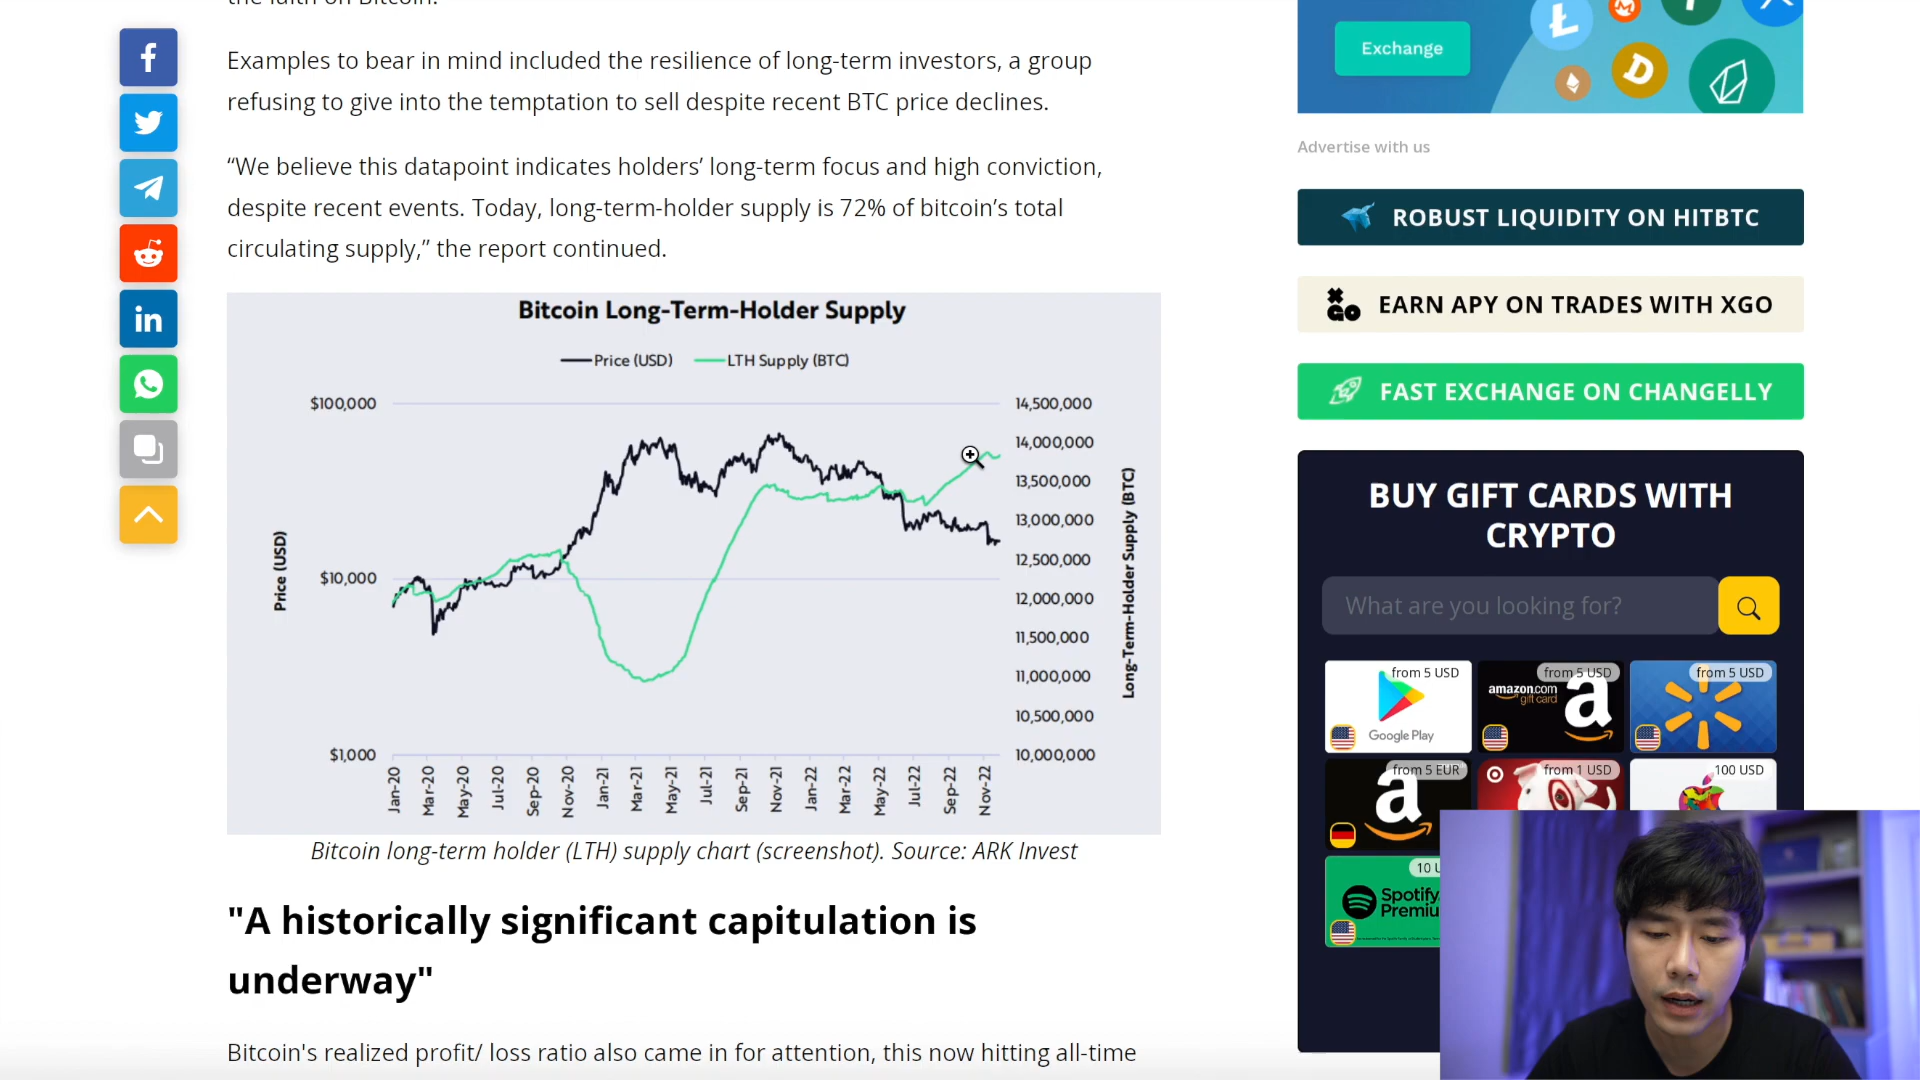 Examples to bear in mind included the resilience of long-term investors, a group
refusing to give into the temptation to sell despite recent BTC price declines.
“We believe this datapoint indicates holders’ long-term focus and high conviction,
despite recent events. Today, long-term-holder supply is 72% of bitcoin’s total
circulating supply,” the report continued.
Bitcoin Long-Term-Holder Supply
Price (USD)
LTH Supply (BTC)
$100,000
$10,000
$1,000
Price (USD)
14,500,000
14,000,000
13,500,000
13,000,000
12,500,000
12,000,000
11,500,000
11,000,000
10,500,000
10,000,000
Long-Term-Holder Supply (BTC)
Jan-20
Mar-20
May-20
Jul-20
Sep-20
Nov-20
Jan-21
Mar-21
May-21
Jul-21
Sep-21
Nov-21
Jan-22
Mar-22
May-22
Jul-22
Sep-22
Nov-22
Bitcoin long-term holder (LTH) supply chart (screenshot). Source: ARK Invest
"A historically significant capitulation is
underway"
Bitcoin's realized profit/ loss ratio also came in for attention, this now hitting all-time
Exchange
Advertise with us
ROBUST LIQUIDITY ON HITBTC
XGO
EARN APY ON TRADES WITH XGO
FAST EXCHANGE ON CHANGELLY
BUY GIFT CARDS WITH
CRYPTO
What are you looking for?
from 5 USD
Google Play
from 5 USD
amazon.com
gift card
a
from 5 USD
from 5 EUR
a
from 1 USD
100 USD
10 U
Spotify
Premiu